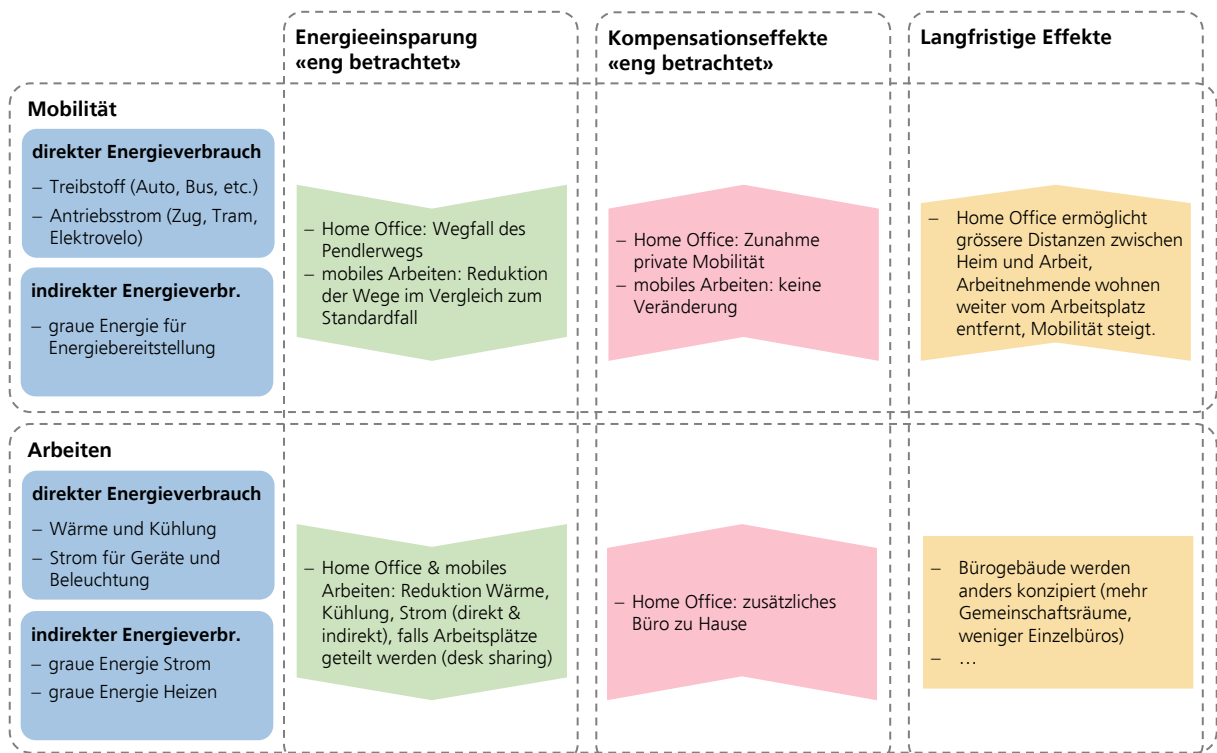 Energieeinsparung
«eng betrachtet»
Kompensationseffekte
«eng betrachtet»
Langfristige Effekte
Mobilität
direkter Energieverbrauch
– Treibstoff (Auto, Bus, etc.)
– Antriebsstrom (Zug, Tram,
Elektrovelo)
indirekter Energieverbr.
– graue Energie für
Energiebereitstellung
– Home Office: Wegfall des
Pendlerwegs
– mobiles Arbeiten: Reduktion
der Wege im Vergleich zum
Standardfall
– Home Office: Zunahme
private Mobilität
– mobiles Arbeiten: keine
Veränderung
– Home Office ermöglicht
grössere Distanzen zwischen
Heim und Arbeit,
Arbeitnehmende wohnen
weiter vom Arbeitsplatz
entfernt, Mobilität steigt.
Arbeiten
direkter Energieverbrauch
– Wärme und Kühlung
– Strom für Geräte und
Beleuchtung
indirekter Energieverbr.
– graue Energie Strom
– graue Energie Heizen
– Home Office & mobiles
Arbeiten: Reduktion Wärme,
Kühlung, Strom (direkt &
indirekt), falls Arbeitsplätze
geteilt werden (desk sharing)
– Home Office: zusätzliches
Büro zu Hause
– Bürogebäude werden
anders konzipiert (mehr
Gemeinschaftsräume,
weniger Einzelbüros)
– …